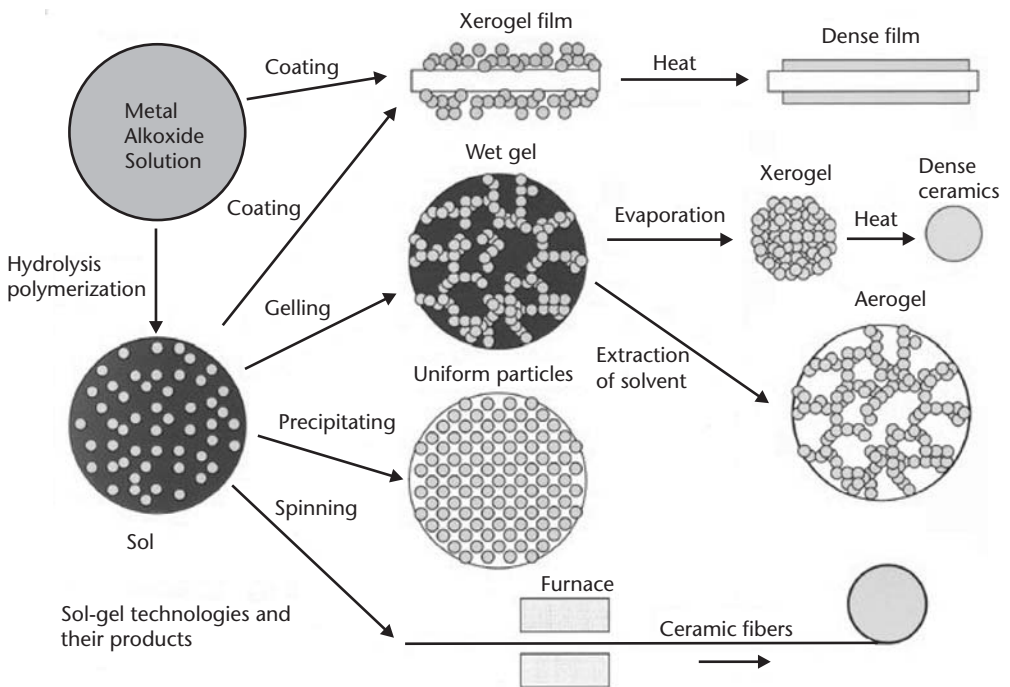 Xerogel film
Dense film
Coating
Heat
Metal
Alkoxide
Solution
Wet gel
Xerogel
Dense
ceramics
Coating
Evaporation
Heat
Hydrolysis
polymerization
Gelling
Aerogel
Extraction
of solvent
Uniform particles
Precipitating
Spinning
Sol
Furnace
Sol-gel technologies and
their products
Ceramic fibers